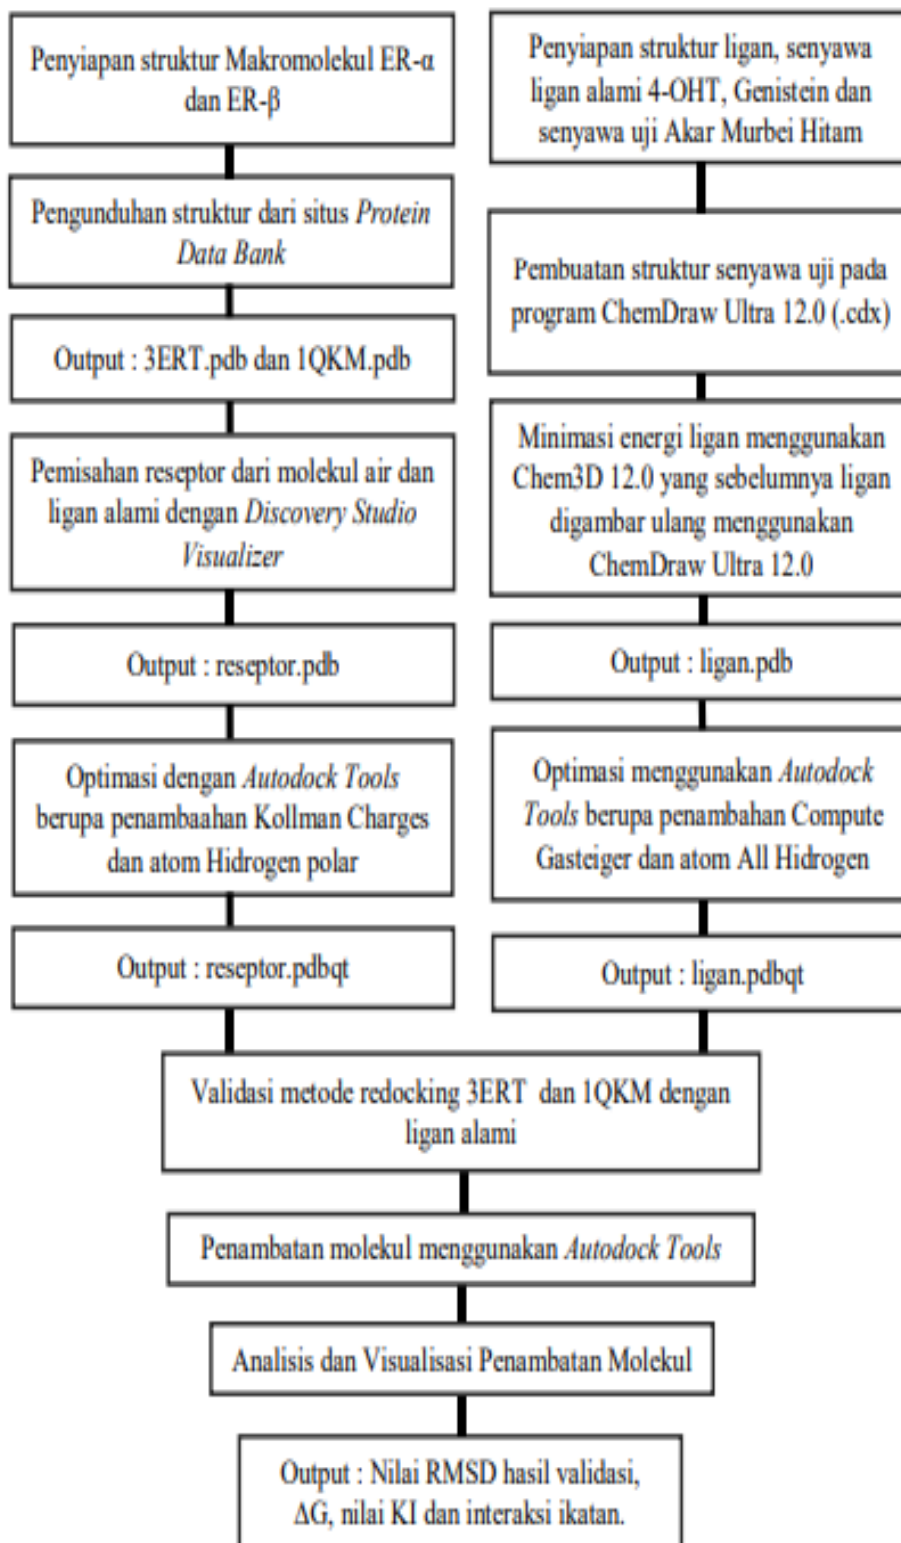 Penyiapan struktur Makromolekul ER-α
dan ER-β
Pengunduhan struktur dari situs Protein
Data Bank
Output : 3ERT.pdb dan 1QKM.pdb
Pemisahan reseptor dari molekul air dan
ligan alami dengan Discovery Studio
Visualizer
Output : reseptor.pdb
Optimasi dengan Autodock Tools
berupa penambaahan Kollman Charges
dan atom Hidrogen polar
Output : reseptor.pdbqt
Penyiapan struktur ligan, senyawa
ligan alami 4-OHT, Genistein dan
senyawa uji Akar Murbei Hitam
Pembuatan struktur senyawa uji pada
program ChemDraw Ultra 12.0 (.cdx)
Minimasi energi ligan menggunakan
Chem3D 12.0 yang sebelumnya ligan
digambar ulang menggunakan
ChemDraw Ultra 12.0
Output : ligan.pdb
Optimasi menggunakan Autodock
Tools berupa penambahan Compute
Gasteiger dan atom All Hidrogen
Output : ligan.pdbqt
Validasi metode redocking 3ERT dan 1QKM dengan
ligan alami
Penambatan molekul menggunakan Autodock Tools
Analisis dan Visualisasi Penambatan Molekul
Output : Nilai RMSD hasil validasi,
ΔG, nilai KI dan interaksi ikatan.